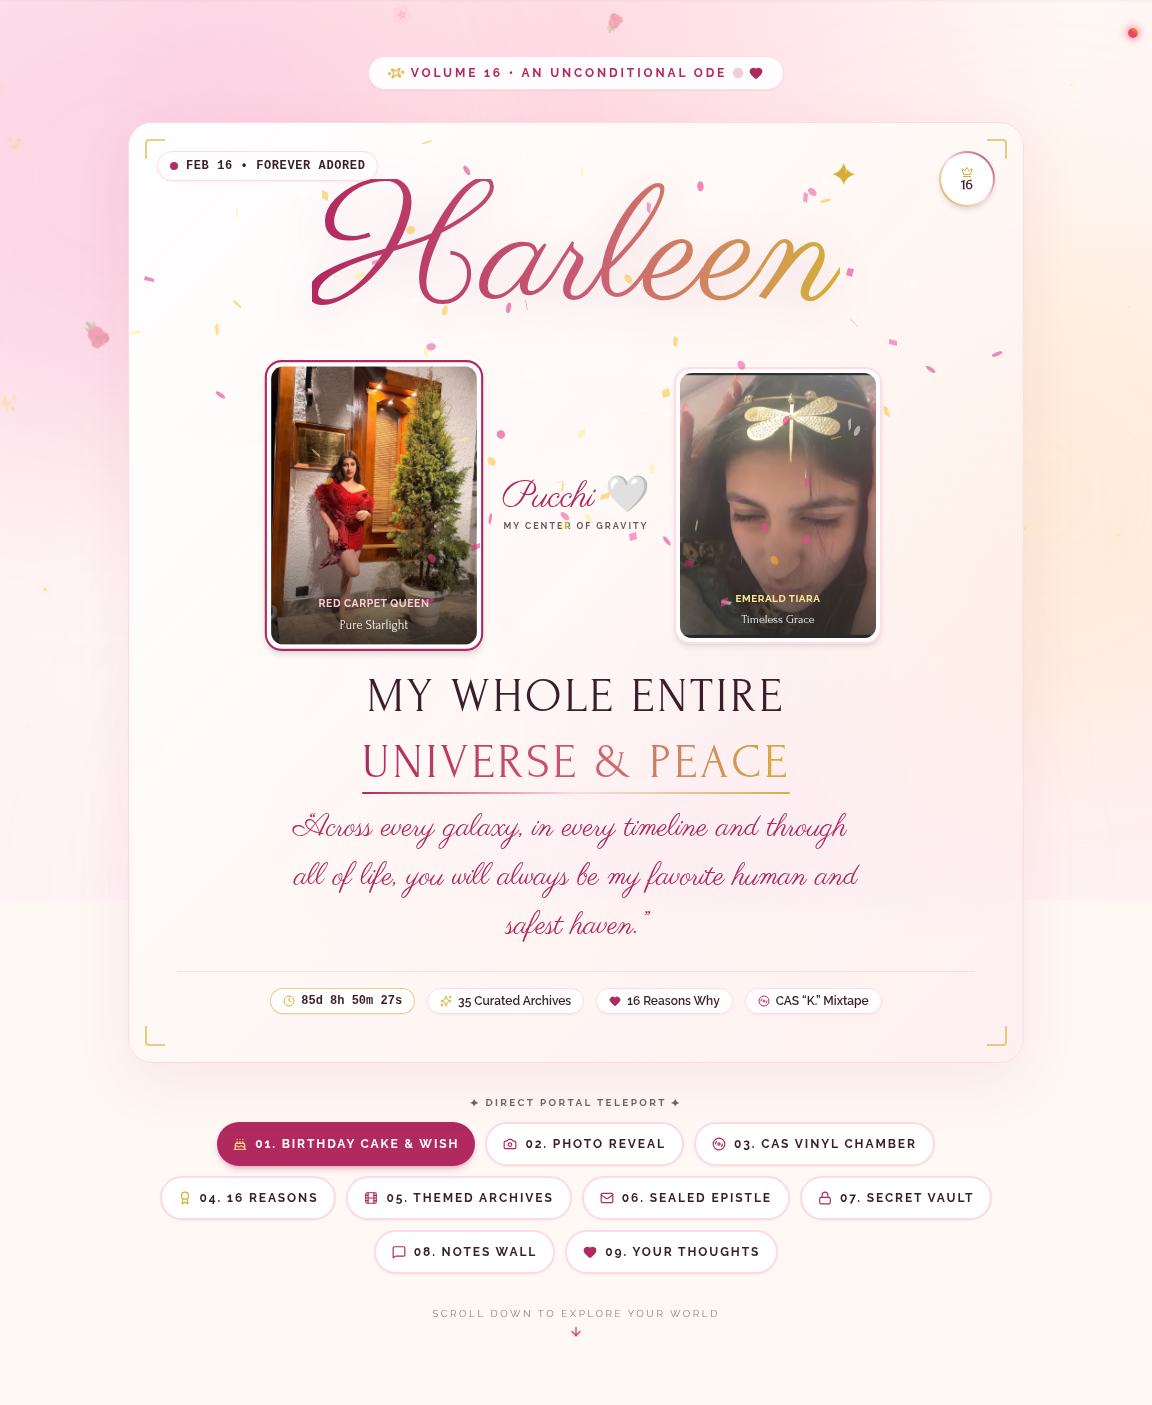 VOLUME 16 • AN UNCONDITIONAL ODE
FEB 16 • FOREVER ADORED
16
Harleen
Pucchi
MY CENTER OF GRAVITY
RED CARPET QUEEN
Pure Starlight
EMERALD TIARA
Timeless Grace
MY WHOLE ENTIRE
UNIVERSE & PEACE
“Across every galaxy, in every timeline and through
all of life, you will always be my favorite human and
safest haven.”
85d 8h 50m 27s
35 Curated Archives
16 Reasons Why
CAS “K.” Mixtape
✦ DIRECT PORTAL TELEPORT ✦
01. BIRTHDAY CAKE & WISH
02. PHOTO REVEAL
03. CAS VINYL CHAMBER
04. 16 REASONS
05. THEMED ARCHIVES
06. SEALED EPISTLE
07. SECRET VAULT
08. NOTES WALL
09. YOUR THOUGHTS
SCROLL DOWN TO EXPLORE YOUR WORLD